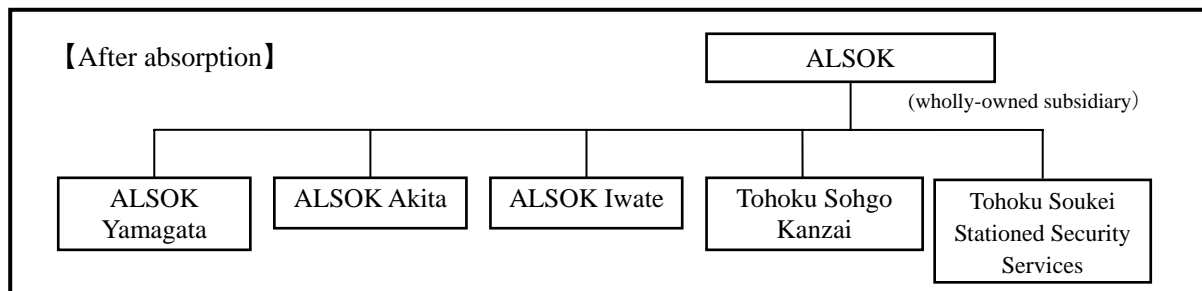 【After absorption】
ALSOK
(wholly-owned subsidiary）
ALSOK
Yamagata
ALSOK Akita
ALSOK Iwate
Tohoku Sohgo
Kanzai
Tohoku Soukei
Stationed Security
Services